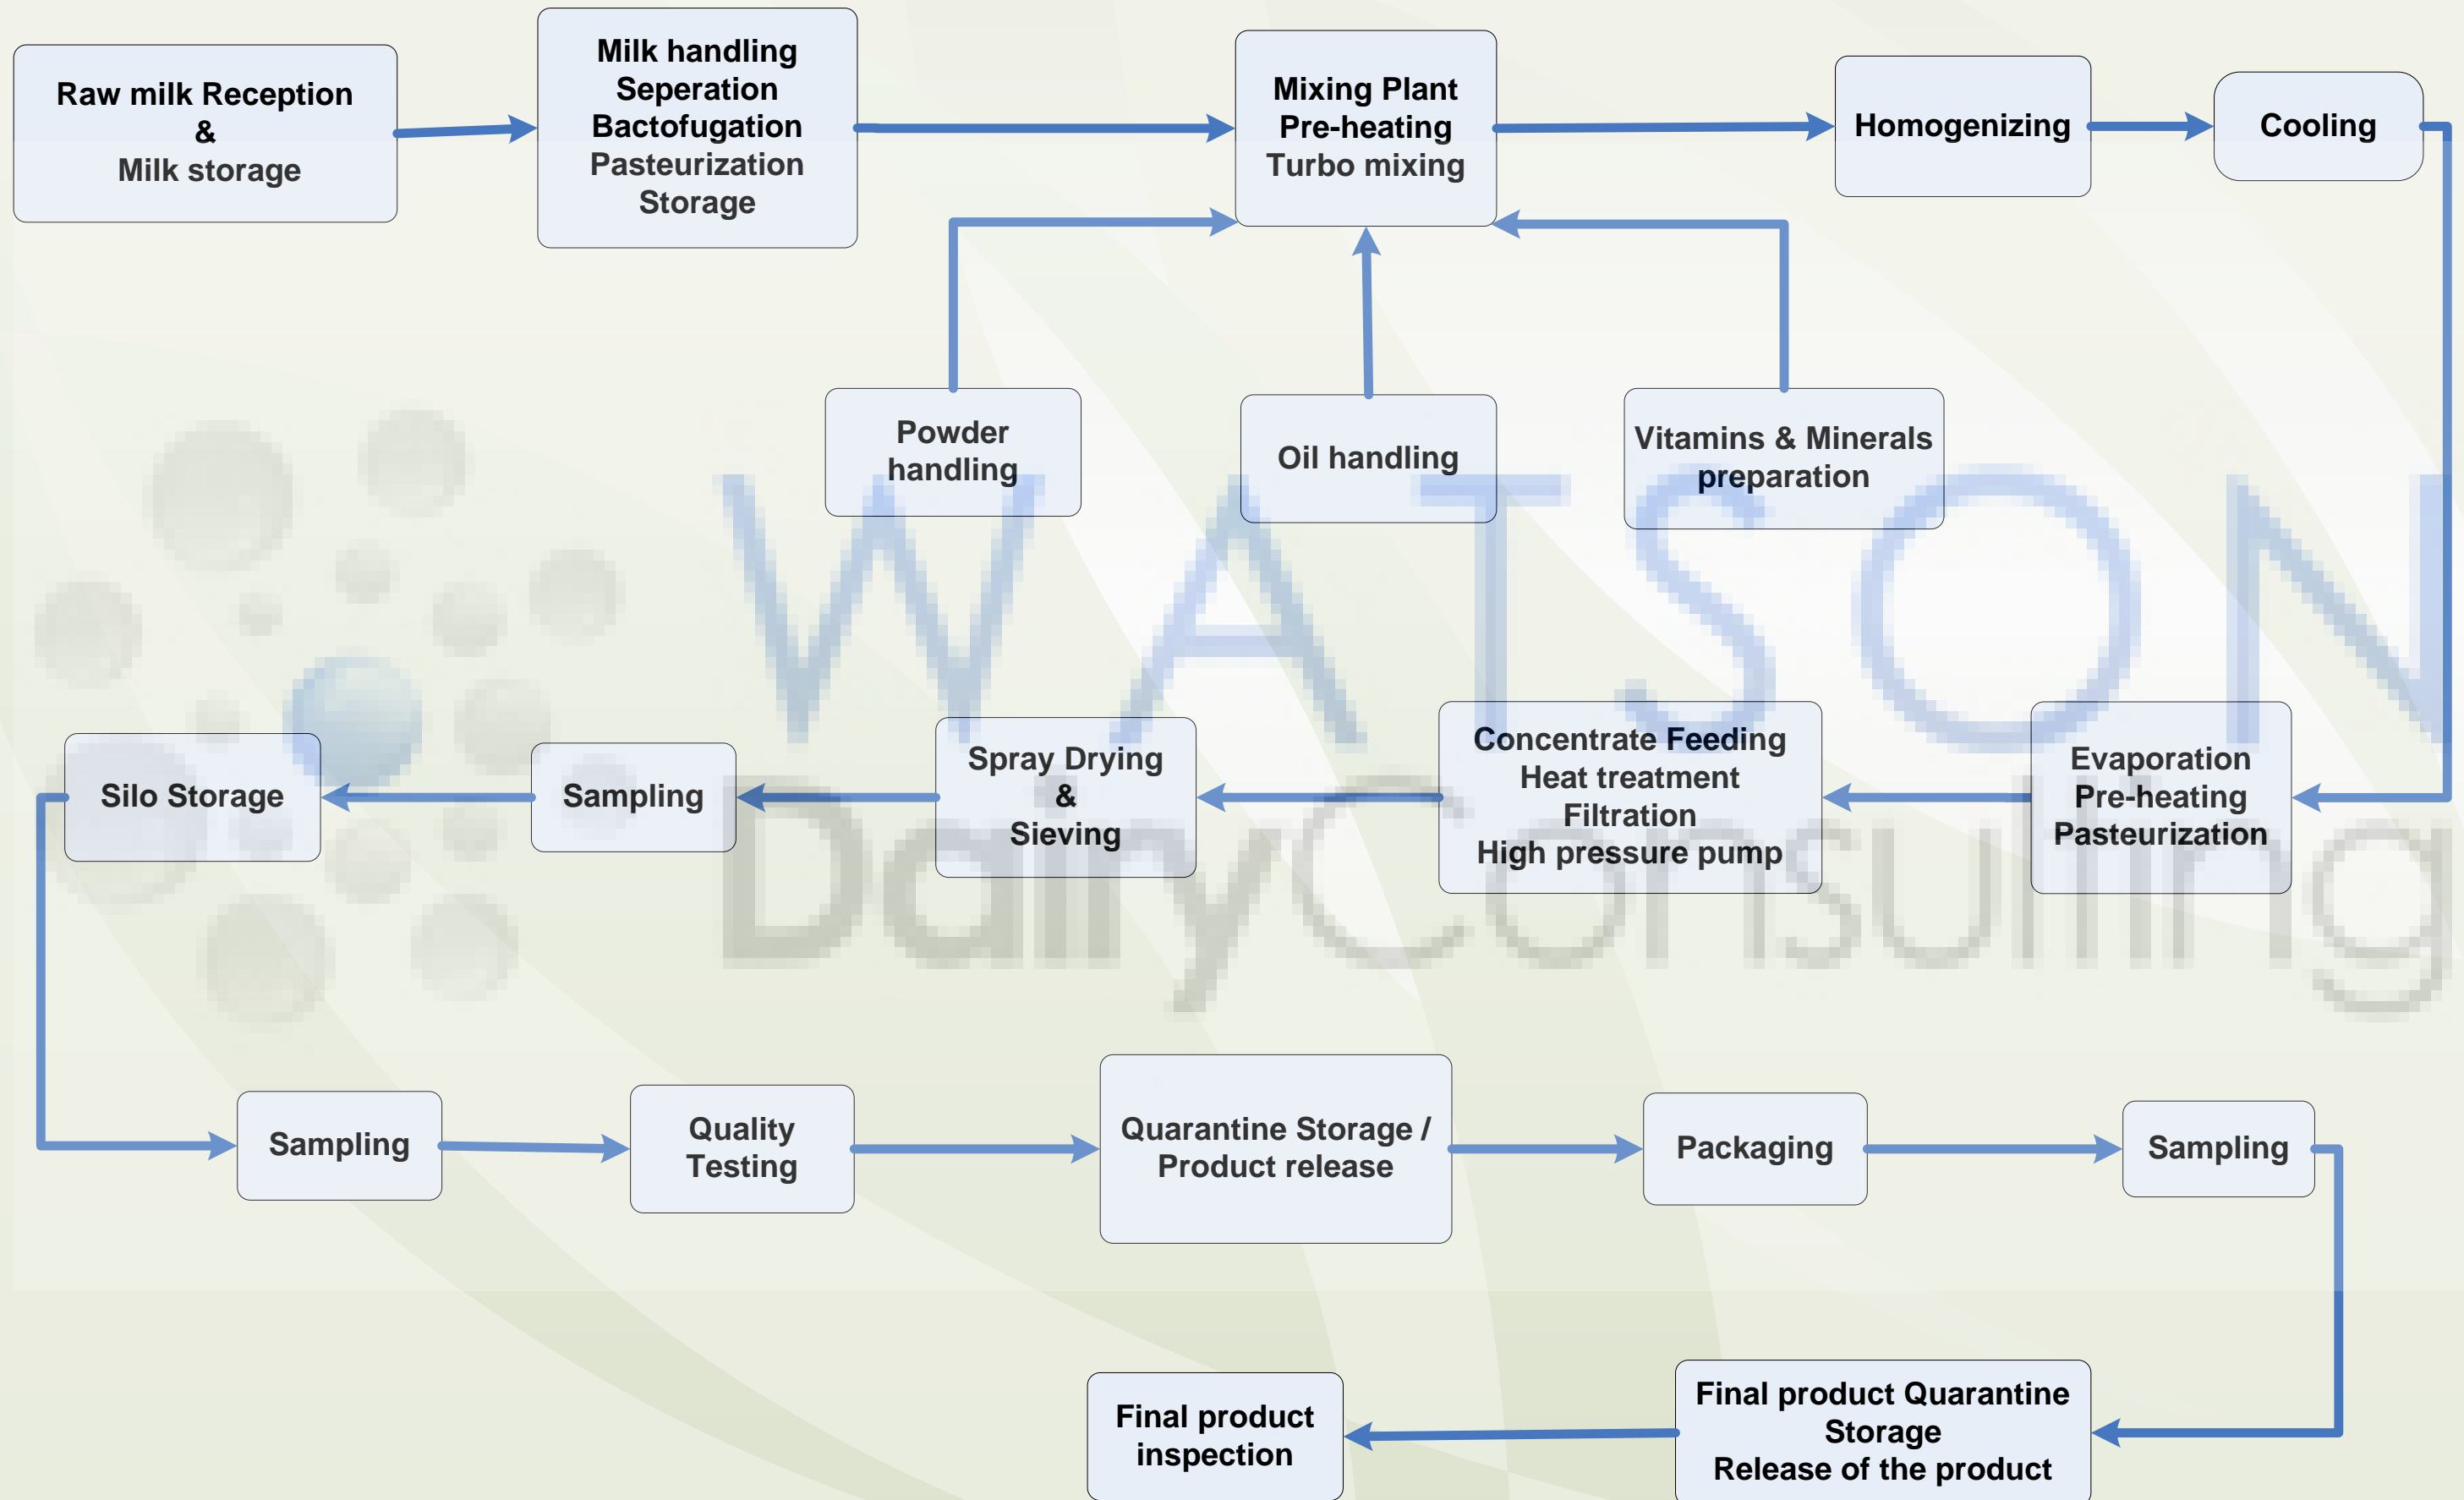 Raw milk Reception
&
Milk storage
Milk handling
Seperation
Bactofugation
Pasteurization
Storage
Mixing Plant
Pre-heating
Turbo mixing
Homogenizing
Cooling
Powder
handling
Oil handling
Vitamins & Minerals
preparation
WATSON
DairyConsulting
Silo Storage
Sampling
Spray Drying
&
Sieving
Concentrate Feeding
Heat treatment
Filtration
High pressure pump
Evaporation
Pre-heating
Pasteurization
Sampling
Quality
Testing
Quarantine Storage /
Product release
Packaging
Sampling
Final product
inspection
Final product Quarantine
Storage
Release of the product